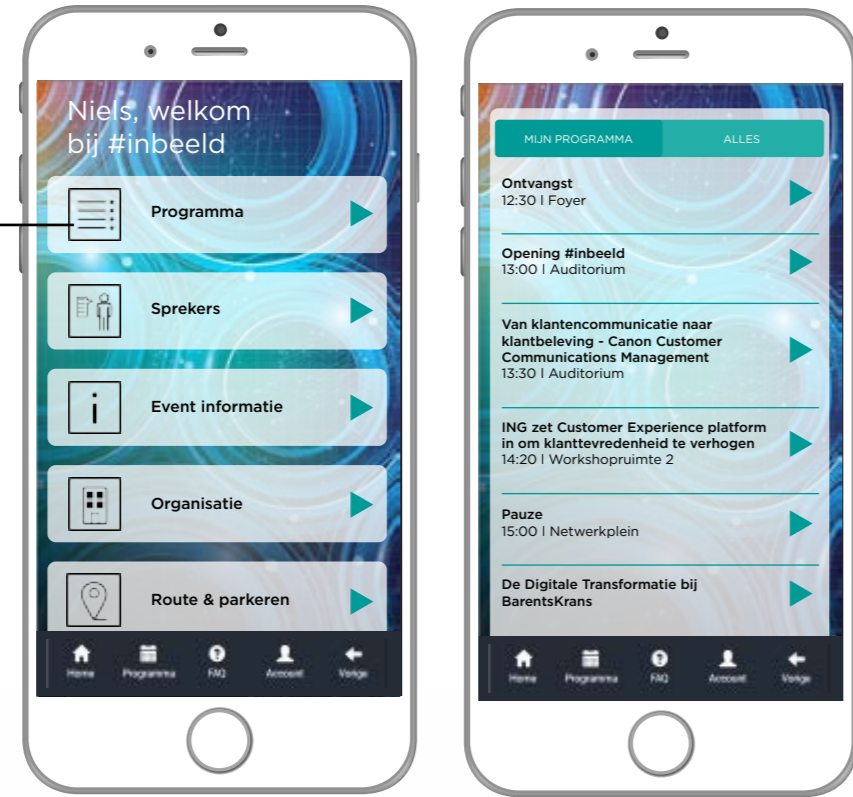 Niels, welkom
bij #inbeeld
Programma
Sprekers
i
Event informatie
Organisatie
Route & parkeren
Home Programma FAQ Account Vorige
MIJN PROGRAMMA ALLES
Ontvangst
12:30 I Foyer
Opening #inbeeld
13:00 I Auditorium
Van klantencommunicatie naar
klantbeleving - Canon Customer
Communications Management
13:30 I Auditorium
ING zet Customer Experience platform
in om klanttevredenheid te verhogen
14:20 I Workshopruimte 2
Pauze
15:00 I Netwerkplein
De Digitale Transformatie bij
BarentsKrans
Home Programma FAQ Account Vorige